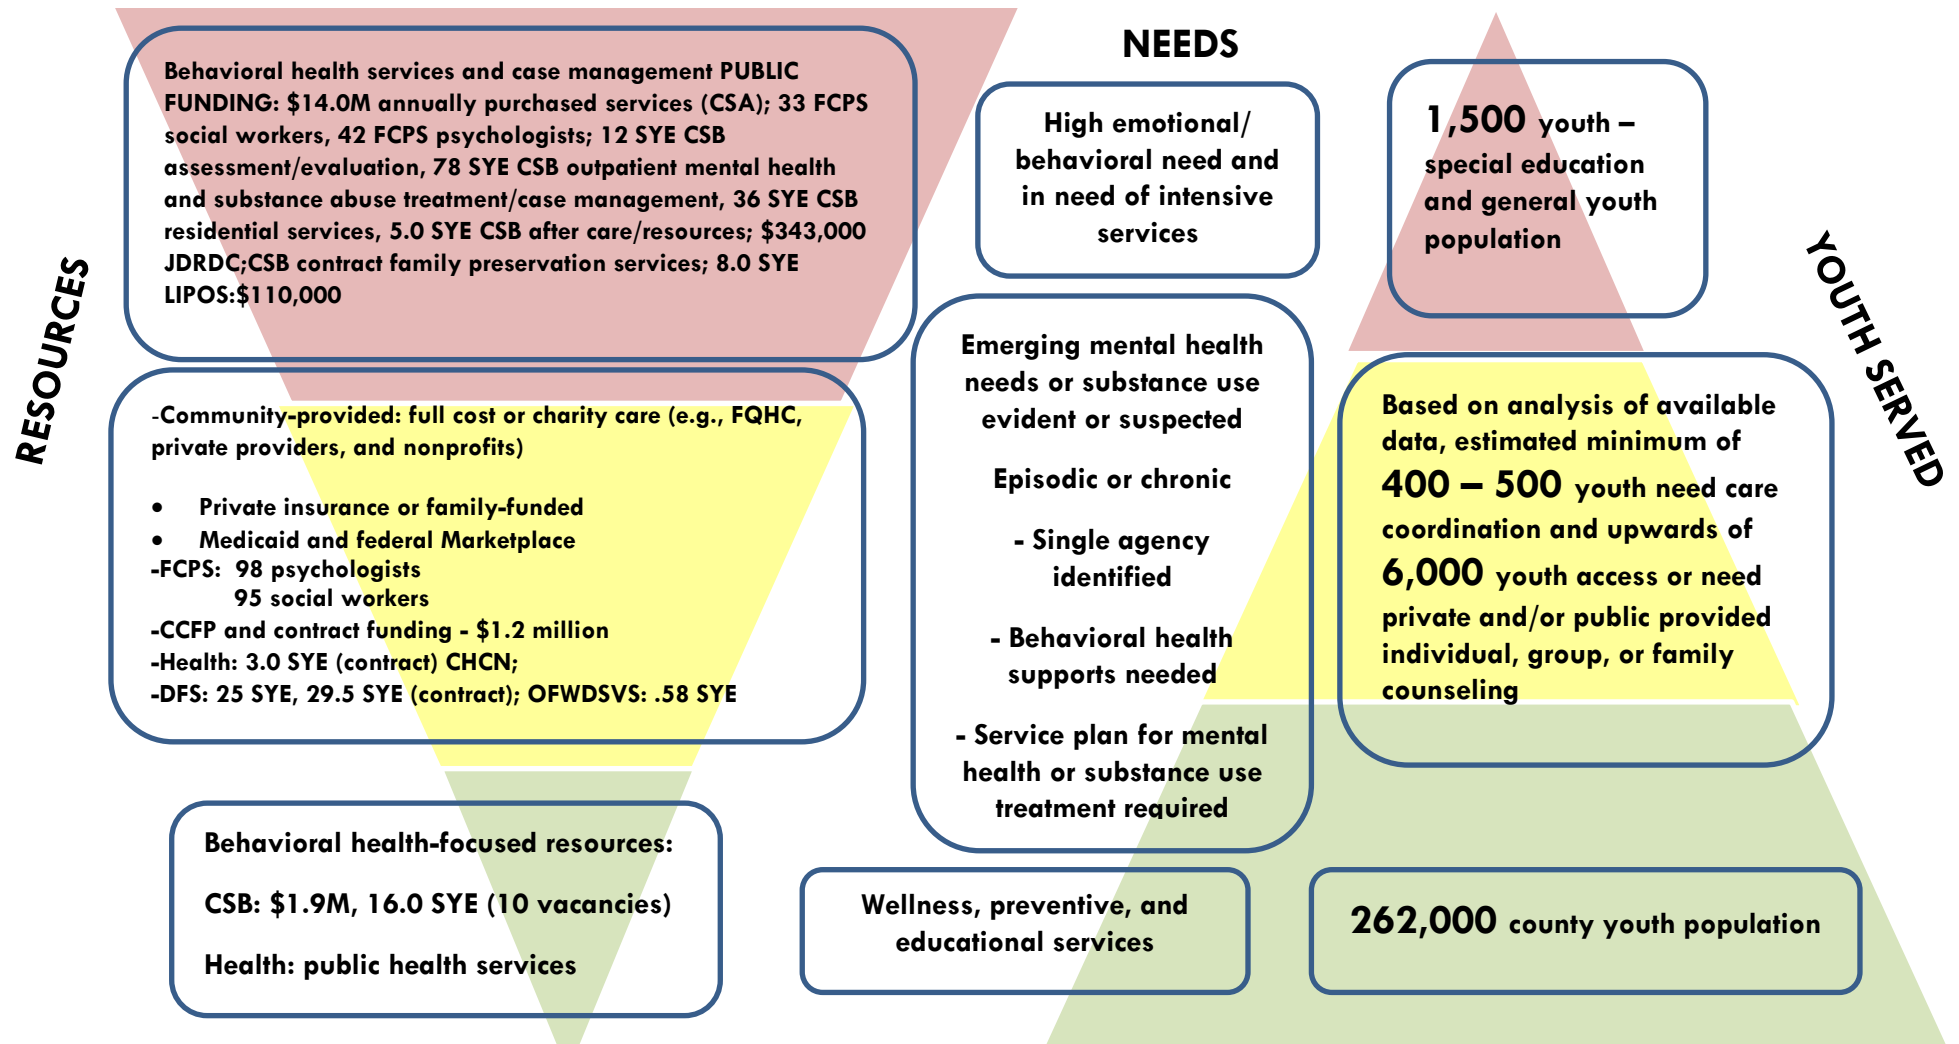 RESOURCES
Behavioral health services and case management PUBLIC
FUNDING: $14.0M annually purchased services (CSA); 33 FCPS
social workers, 42 FCPS psychologists; 12 SYE CSB
assessment/evaluation, 78 SYE CSB outpatient mental health
and substance abuse treatment/case management, 36 SYE CSB
residential services, 5.0 SYE CSB after care/resources; $343,000
JDRDC;CSB contract family preservation services; 8.0 SYE
LIPOS:$110,000
-Community-provided: full cost or charity care (e.g., FQHC,
private providers, and nonprofits)
• Private insurance or family-funded
• Medicaid and federal Marketplace
-FCPS: 98 psychologists
95 social workers
-CCFP and contract funding - $1.2 million
-Health: 3.0 SYE (contract) CHCN;
-DFS: 25 SYE, 29.5 SYE (contract); OFWDSVS: .58 SYE
Behavioral health-focused resources:
CSB: $1.9M, 16.0 SYE (10 vacancies)
Health: public health services
NEEDS
High emotional/
behavioral need and
in need of intensive
services
Emerging mental health
needs or substance use
evident or suspected
Episodic or chronic
- Single agency
identified
- Behavioral health
supports needed
- Service plan for mental
health or substance use
treatment required
Wellness, preventive, and
educational services
YOUTH SERVED
1,500 youth –
special education
and general youth
population
Based on analysis of available
data, estimated minimum of
400 – 500 youth need care
coordination and upwards of
6,000 youth access or need
private and/or public provided
individual, group, or family
counseling
262,000 county youth population